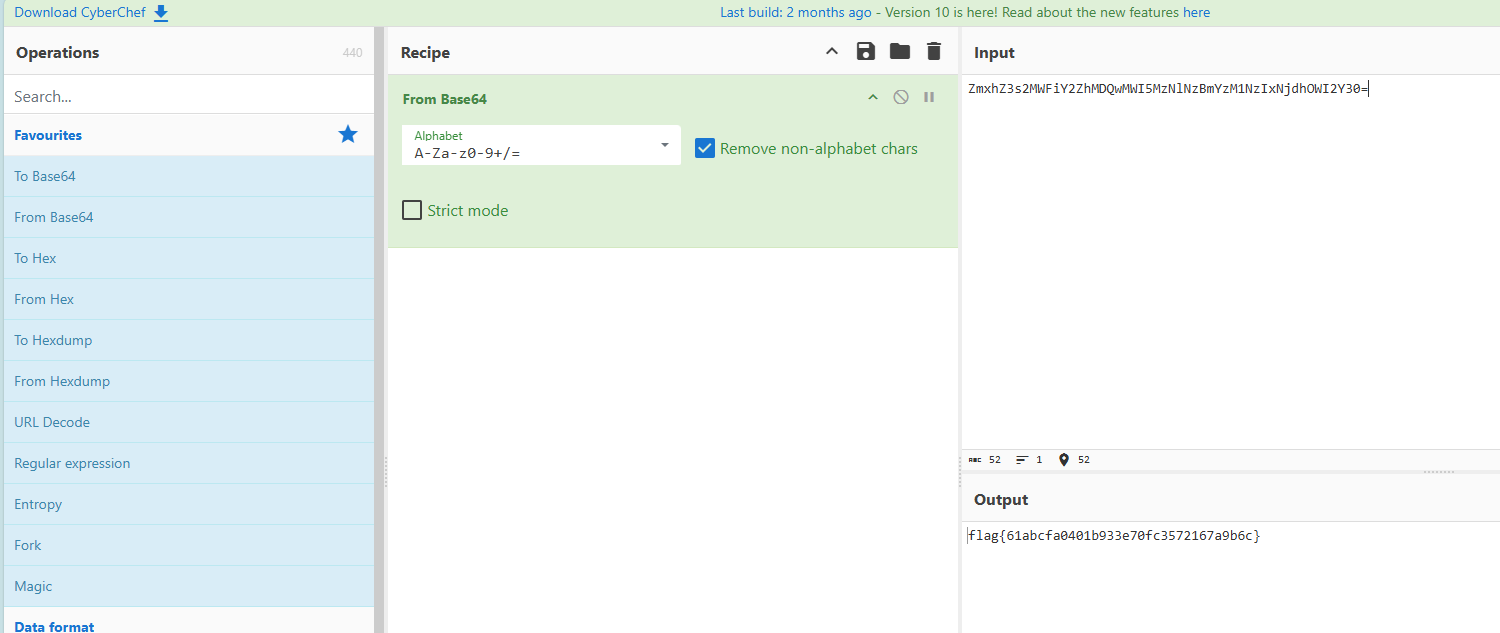 Download CyberChef
Last build: 2 months ago - Version 10 is here! Read about the new features here
Operations
440
Search...
Favourites
To Base64
From Base64
To Hex
From Hex
To Hexdump
From Hexdump
URL Decode
Regular expression
Entropy
Fork
Magic
Data format
Recipe
From Base64
Alphabet
A-Za-z0-9+/=
Remove non-alphabet chars
Strict mode
Input
ZmxhZ3s2MWFiY2ZhMDQwMWI5MzNlNzBmYzM1NzIxNjdhOWI2Y30=
ABC 52 1 52
Output
flag{61abcfa0401b933e70fc3572167a9b6c}